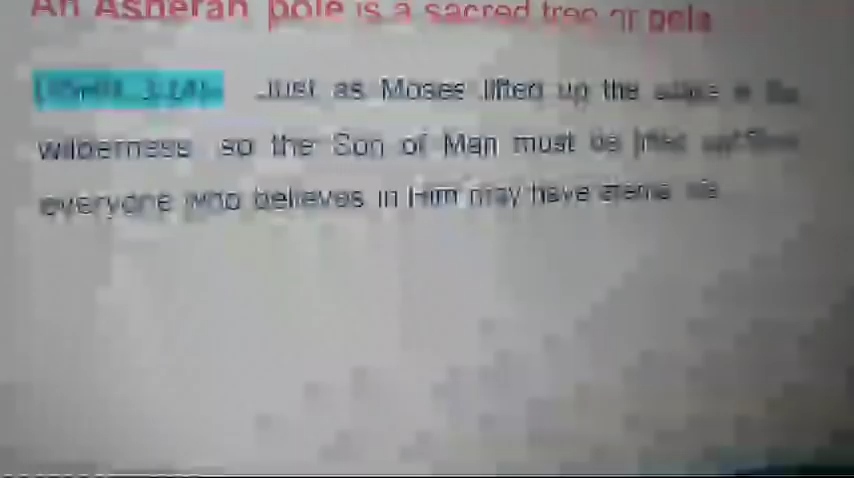 An Asherah pole is a sacred tree or pole
Just as Moses lifted up the
wilderness so the Son of Man must be
everyone who believes in Him may have